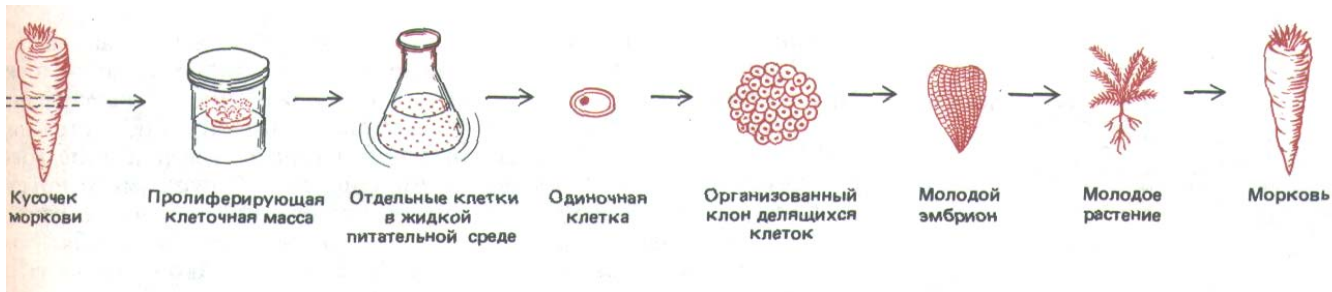 Кусочек
моркови
Пролиферирующая
клеточная масса
Отдельные клетки
в жидкой
питательной среде
Одиночная
клетка
Организованный
клон делящихся
клеток
Молодой
эмбрион
Молодое
растение
Морковь